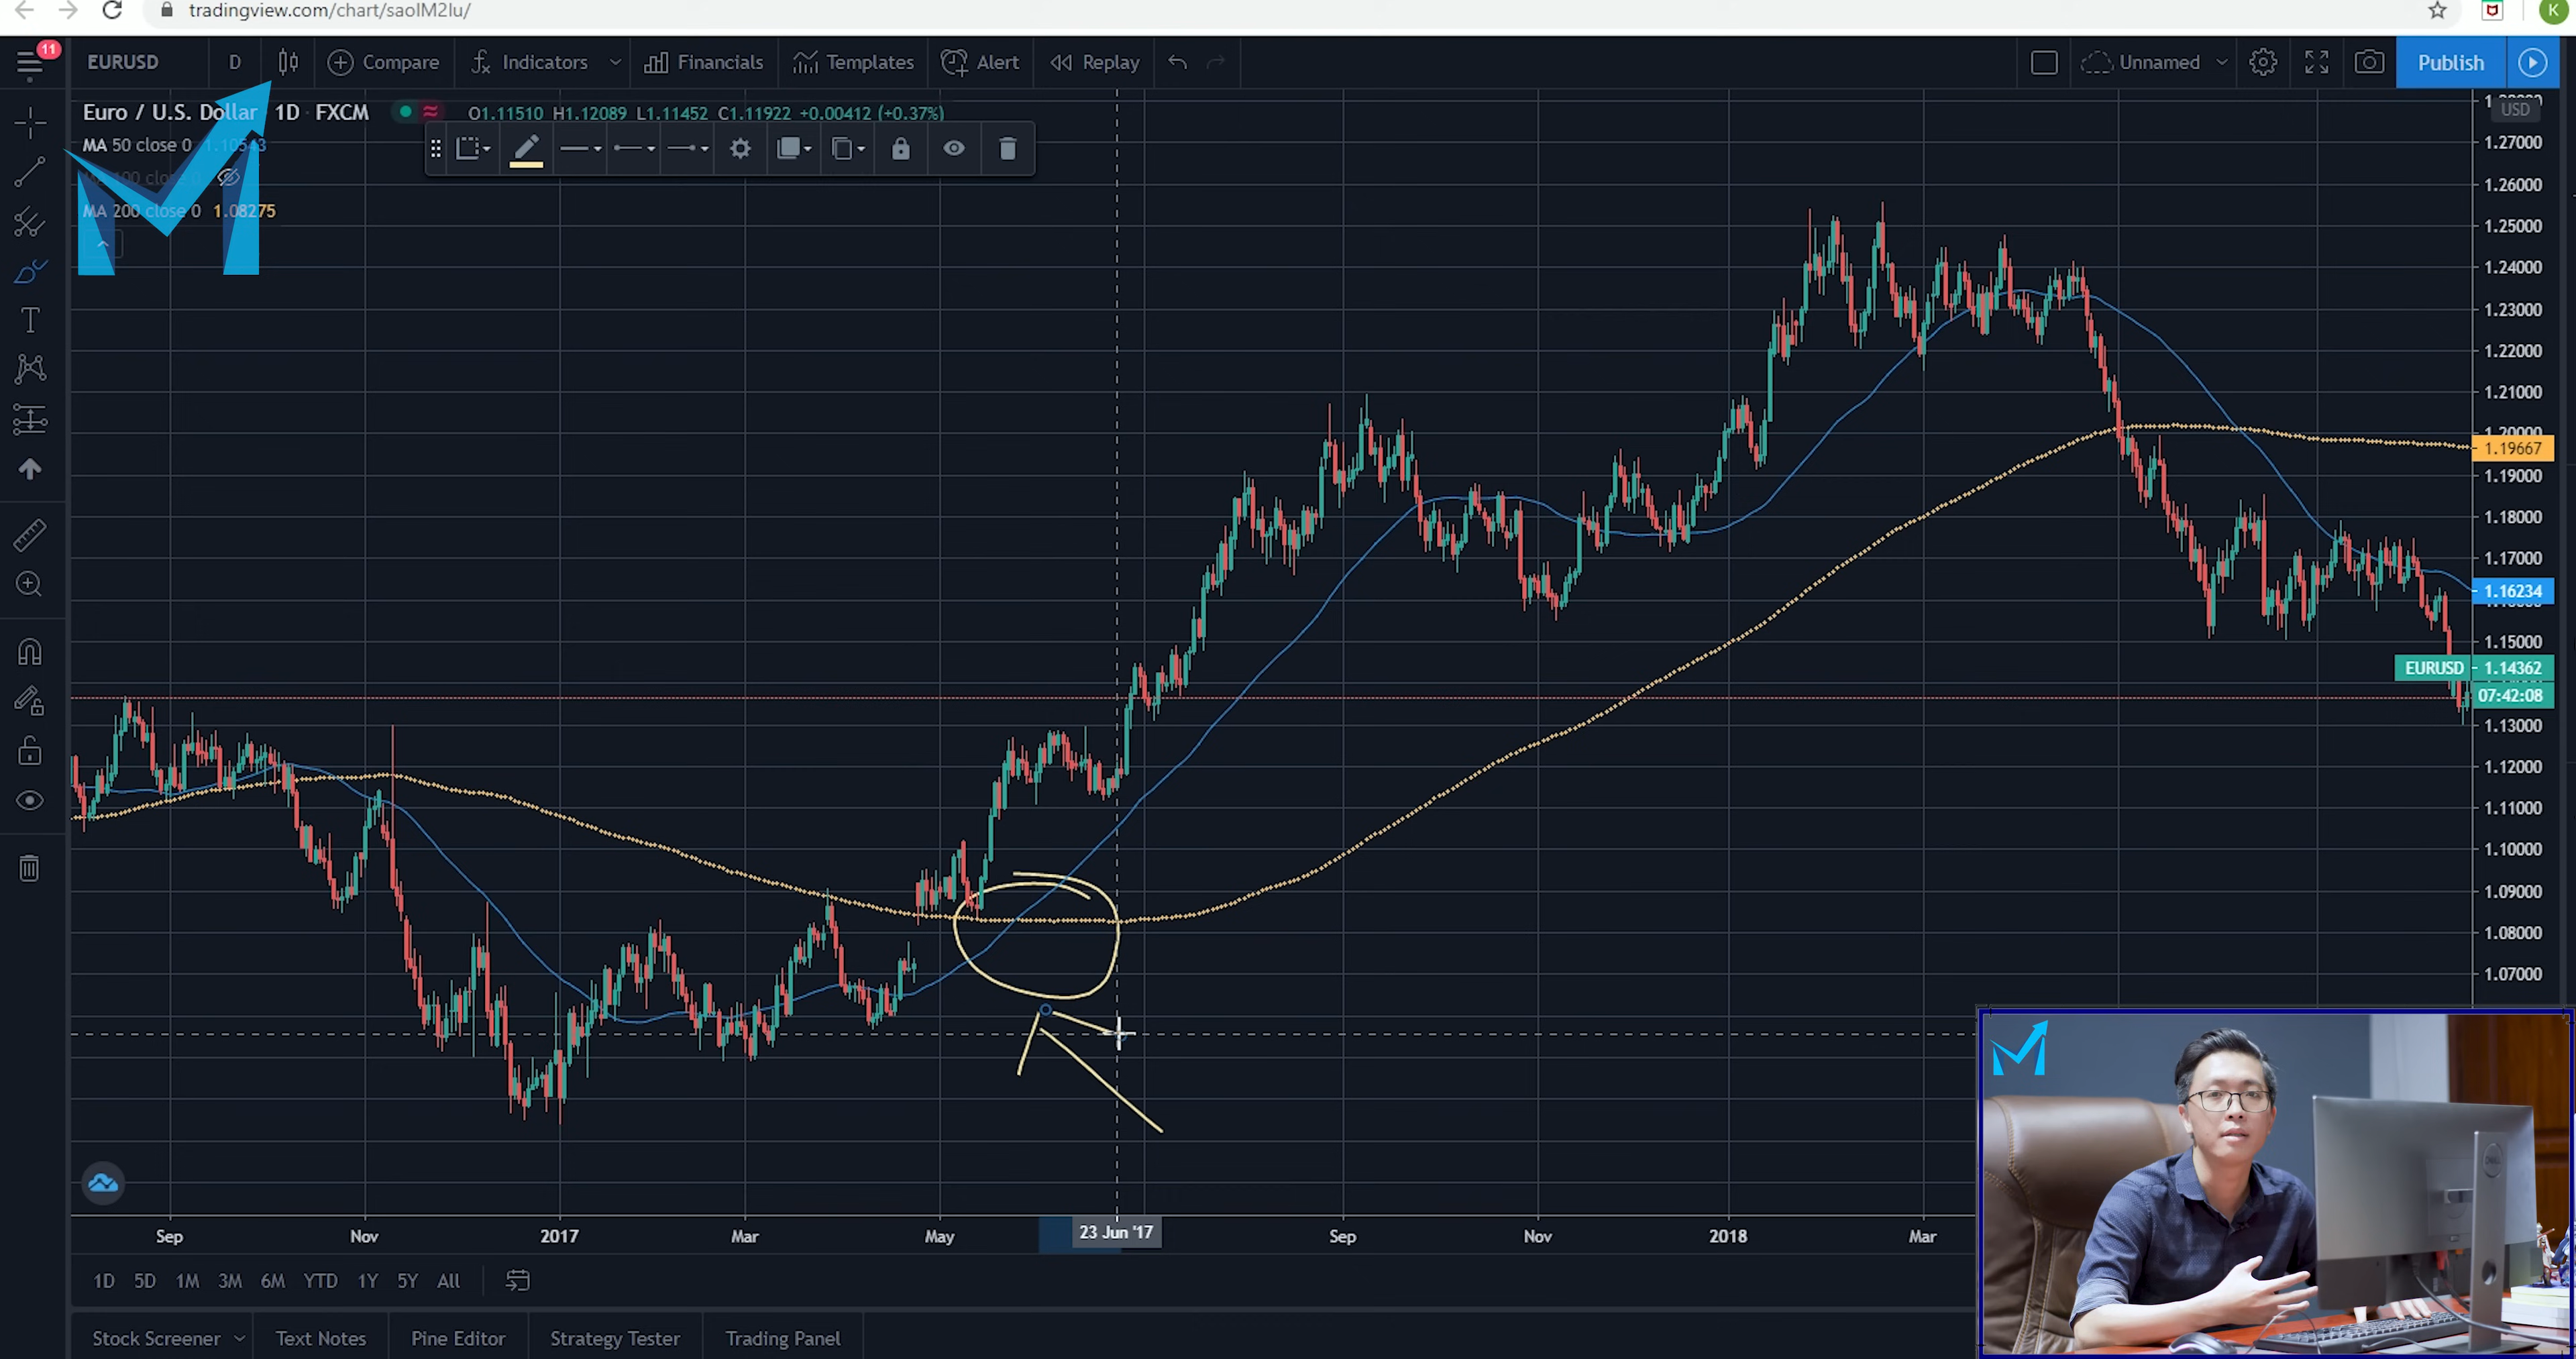 tradingview.com/chart/saolM2lu/
K
11
EURUSD D Compare Indicators Financials Templates Alert Replay Unnamed Publish
Euro / U.S. Dollar 1D FXCM O1.11510 H1.12089 L1.11452 C1.11922 +0.00412 (+0.37%)
USD
MA 50 close 0 1.10543
MA 200 close 0 1.08275
1.27000
1.26000
1.25000
1.24000
1.23000
1.22000
1.21000
1.20000
1.19667
1.19000
1.18000
1.17000
1.16234
1.15000
EURUSD 1.14362
07:42:08
1.13000
1.12000
1.11000
1.10000
1.09000
1.08000
1.07000
Sep Nov 2017 Mar May 23 Jun '17 Sep Nov 2018 Mar
1D 5D 1M 3M 6M YTD 1Y 5Y All
Stock Screener Text Notes Pine Editor Strategy Tester Trading Panel